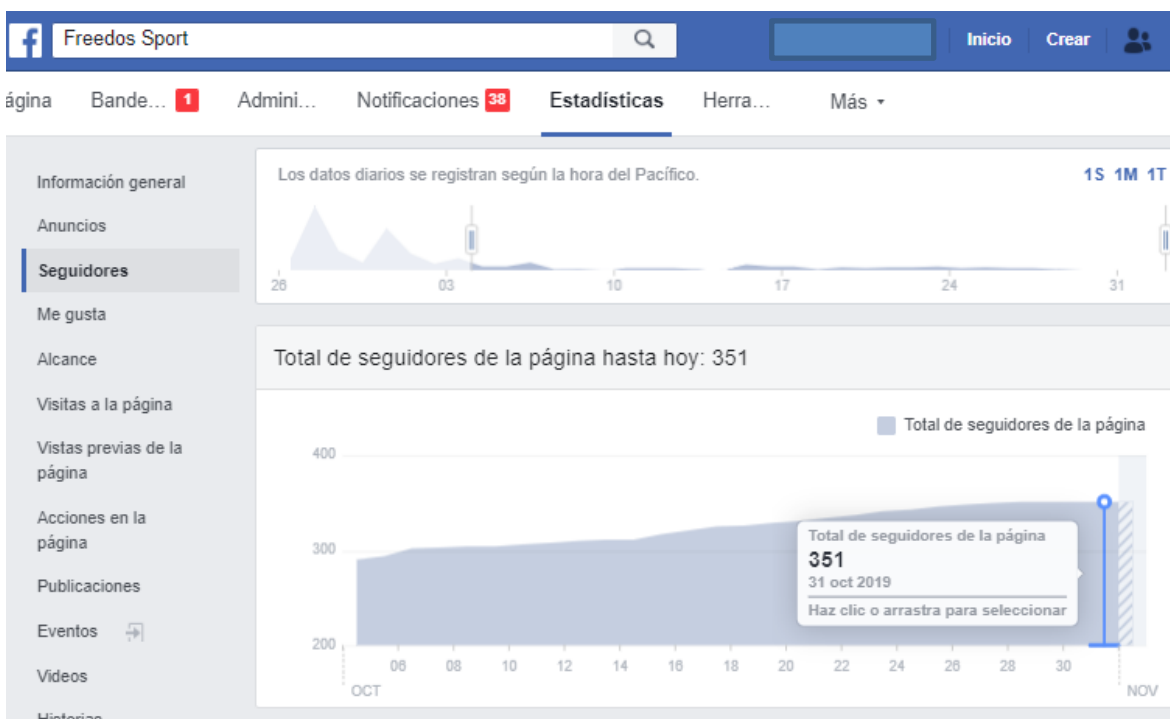 f Freedos Sport
Inicio Crear
ágina Bande... 1 Admini... Notificaciones 38 Estadísticas Herra... Más
Información general
Anuncios
Seguidores
Me gusta
Alcance
Visitas a la página
Vistas previas de la
página
Acciones en la
página
Publicaciones
Eventos
Videos
Historias
Los datos diarios se registran según la hora del Pacífico.
1S 1M 1T
26 03 10 17 24 31
Total de seguidores de la página hasta hoy: 351
Total de seguidores de la página
400
300
200
Total de seguidores de la página
351
31 oct 2019
Haz clic o arrastra para seleccionar
06 08 10 12 14 16 18 20 22 24 26 28 30
OCT NOV